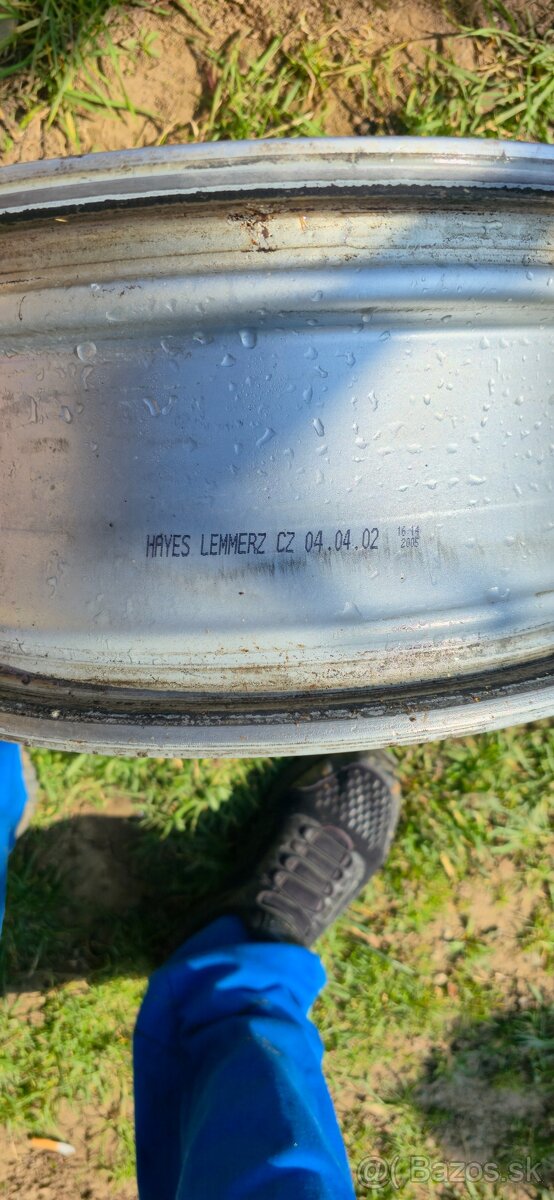 HAYES LEMMERZ CZ 04.04.02 16:14
2005
Bazos.sk